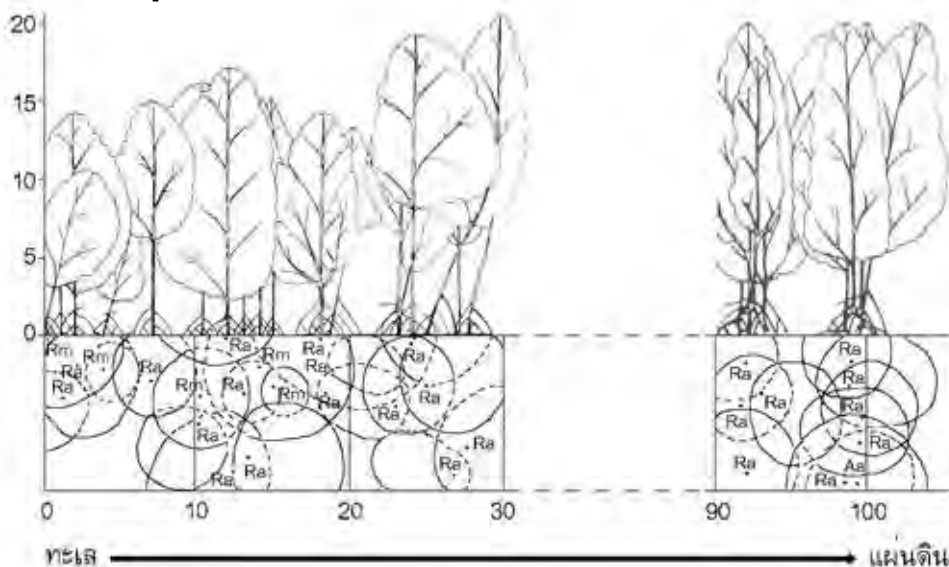 20
15
10
5
0
Rm Rm Ra Ra Ra Rm Ra Ra Ra
Ra Rm Ra Rm Ra Ra Ra Ra Ra
Ra Ra Ra Ra Ra Ra
Ra Ra Aa Ra
0 10 20 30 90 100
ทะเล แผ่นดิน